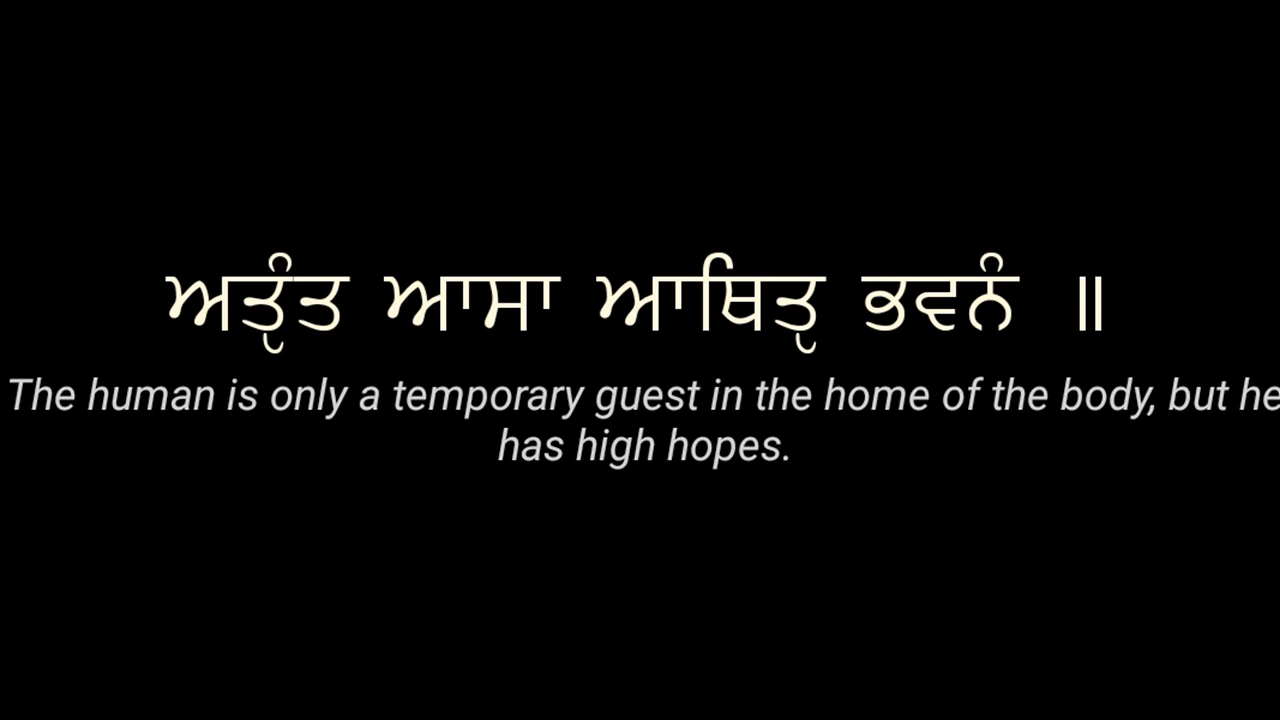 ਅਤੵੰਤ ਆਸਾ ਆਥਿਤੵ ਭਵਨੰ ॥
The human is only a temporary guest in the home of the body, but he
has high hopes.